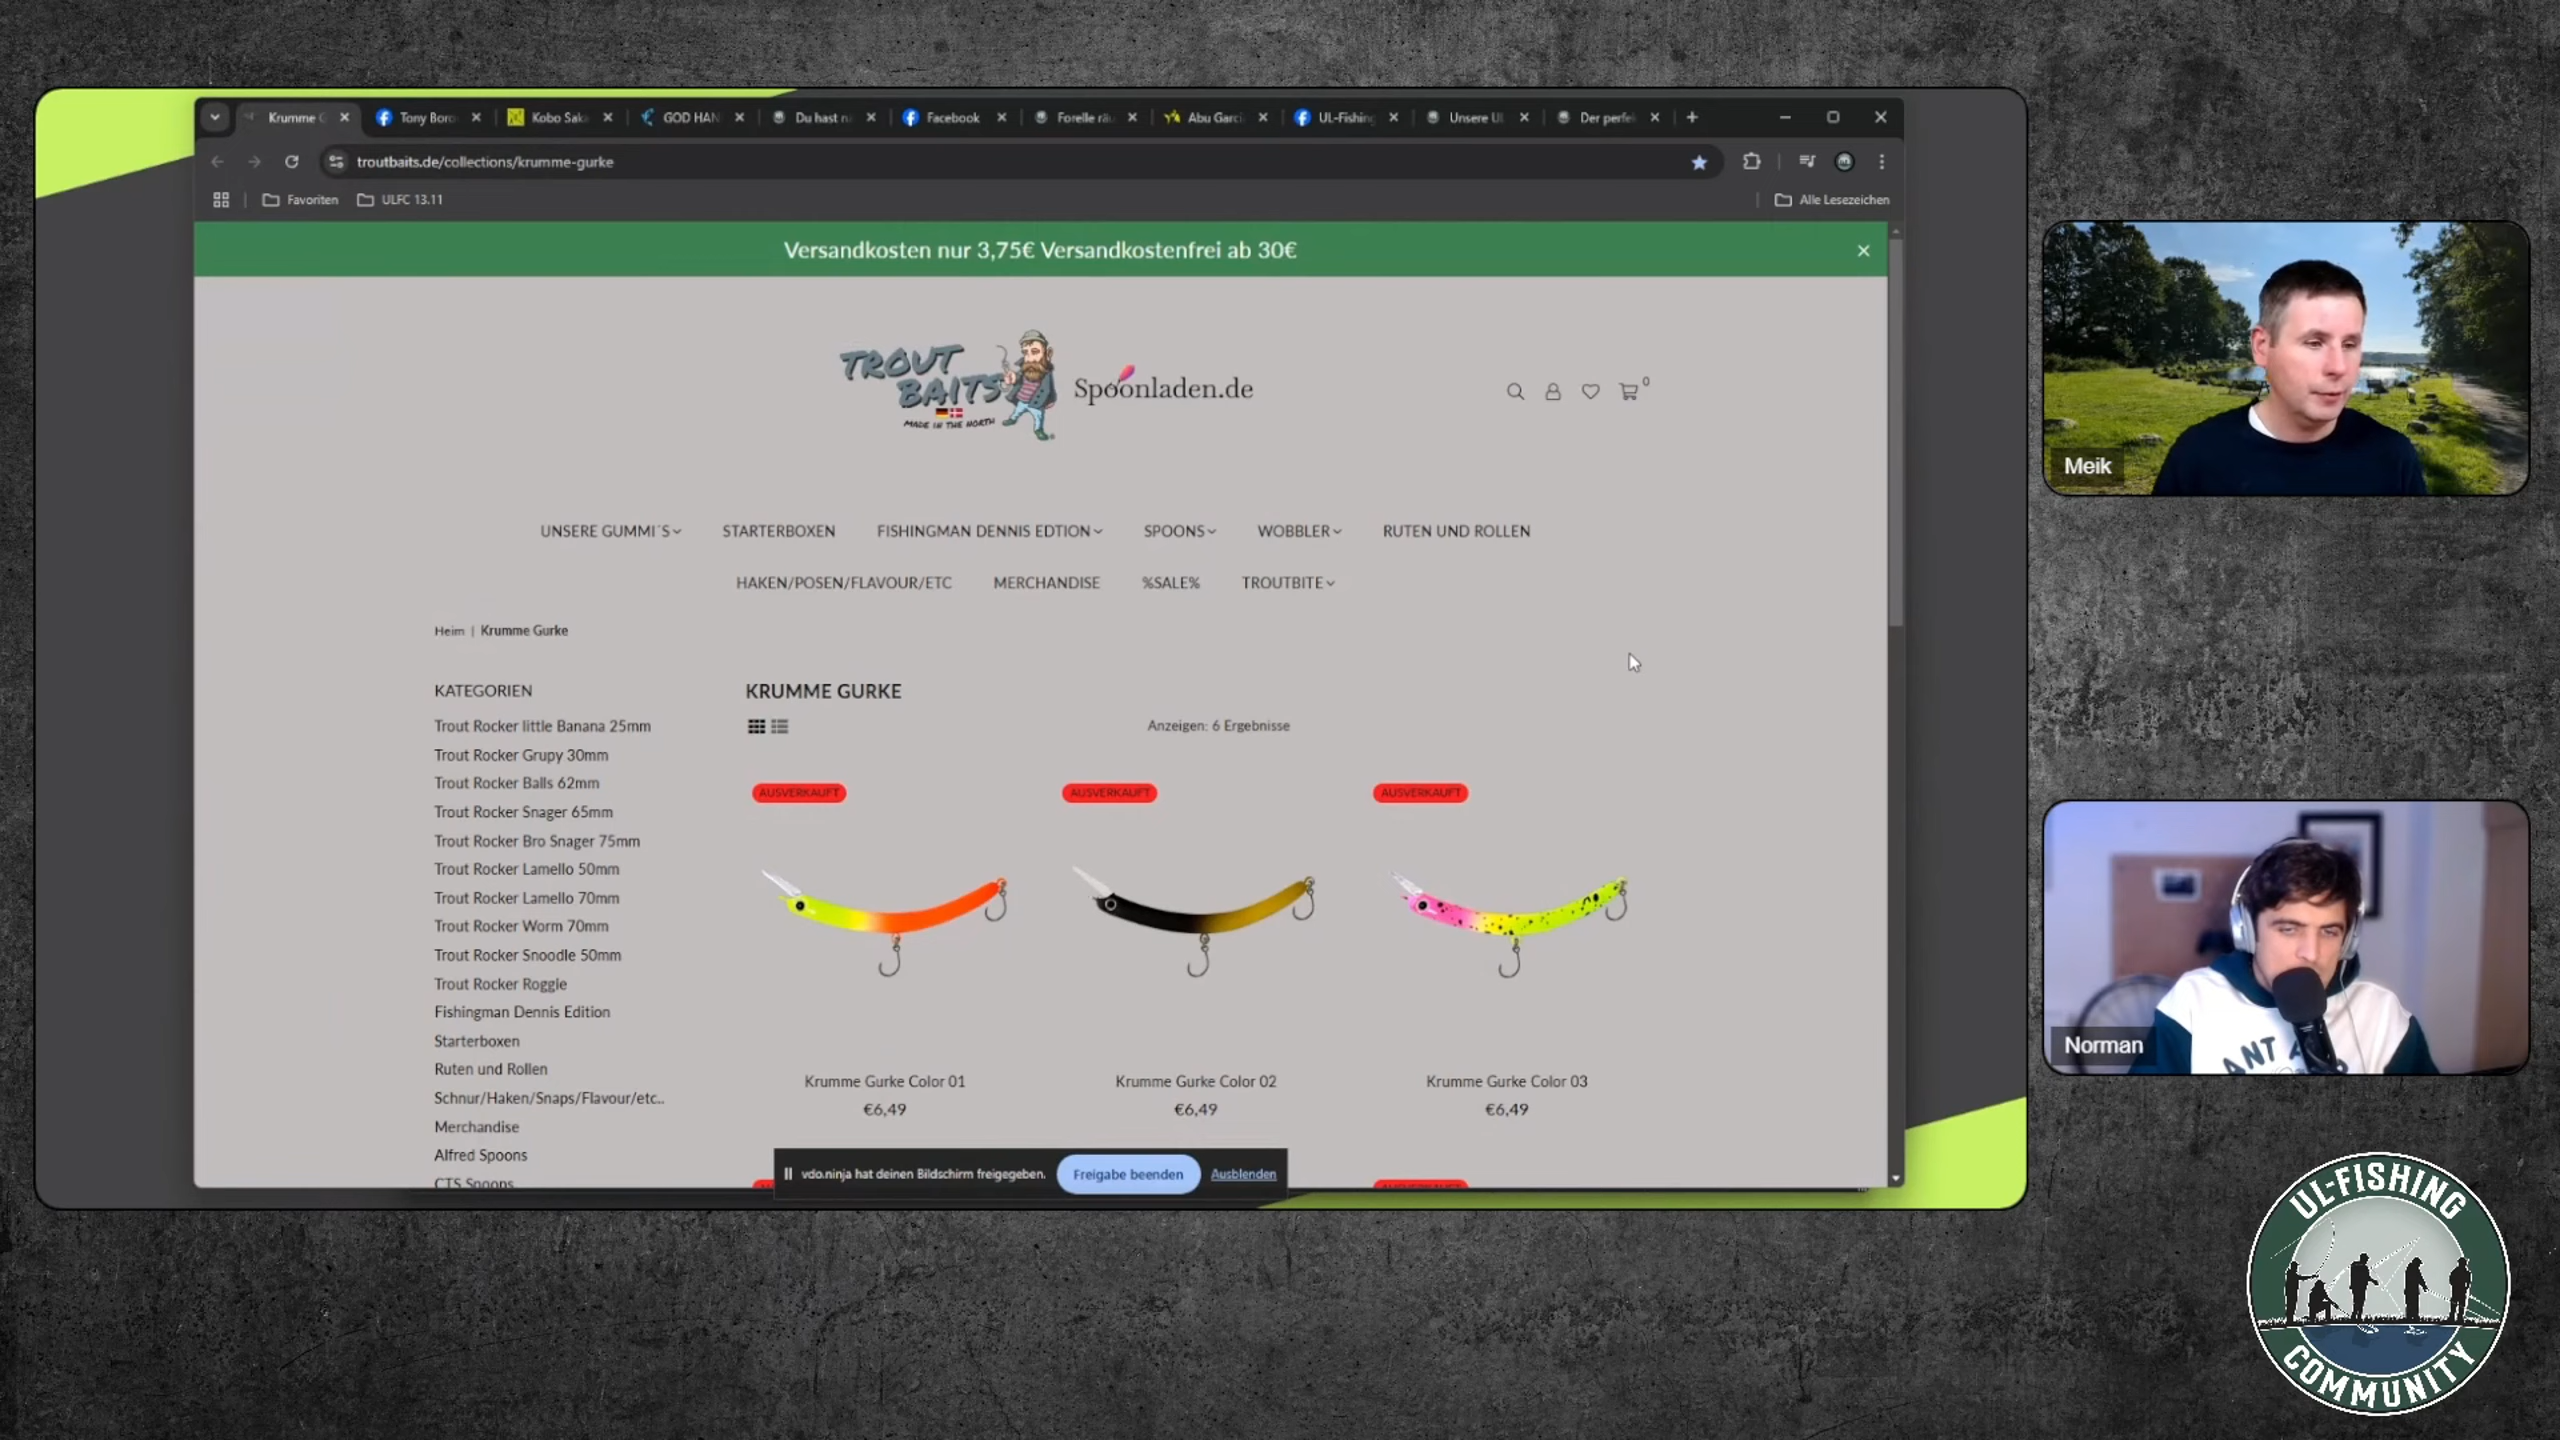 Krumme G
Tony Boro
Kobo Sak
GOD HAN
Du hast n
Facebook
Forelle räu
Abu Garci
UL-Fishing
Unsere UL
Der perfe
troutbaits.de/collections/krumme-gurke
Favoriten
ULFC 13.11
Alle Lesezeichen
Versandkosten nur 3,75€ Versandkostenfrei ab 30€
TROUT
BAITS
MADE IN THE NORTH
Spoonladen.de
0
UNSERE GUMMI´S
STARTERBOXEN
FISHINGMAN DENNIS EDTION
SPOONS
WOBBLER
RUTEN UND ROLLEN
HAKEN/POSEN/FLAVOUR/ETC
MERCHANDISE
%SALE%
TROUTBITE
Heim | Krumme Gurke
KATEGORIEN
Trout Rocker little Banana 25mm
Trout Rocker Grupy 30mm
Trout Rocker Balls 62mm
Trout Rocker Snager 65mm
Trout Rocker Bro Snager 75mm
Trout Rocker Lamello 50mm
Trout Rocker Lamello 70mm
Trout Rocker Worm 70mm
Trout Rocker Snoodle 50mm
Trout Rocker Roggle
Fishingman Dennis Edition
Starterboxen
Ruten und Rollen
Schnur/Haken/Snaps/Flavour/etc..
Merchandise
Alfred Spoons
CTS Spoons
KRUMME GURKE
Anzeigen: 6 Ergebnisse
AUSVERKAUFT
AUSVERKAUFT
AUSVERKAUFT
Krumme Gurke Color 01
€6,49
Krumme Gurke Color 02
€6,49
Krumme Gurke Color 03
€6,49
vdo.ninja hat deinen Bildschirm freigegeben.
Freigabe beenden
Ausblenden
Meik
Norman
UL-FISHING
COMMUNITY